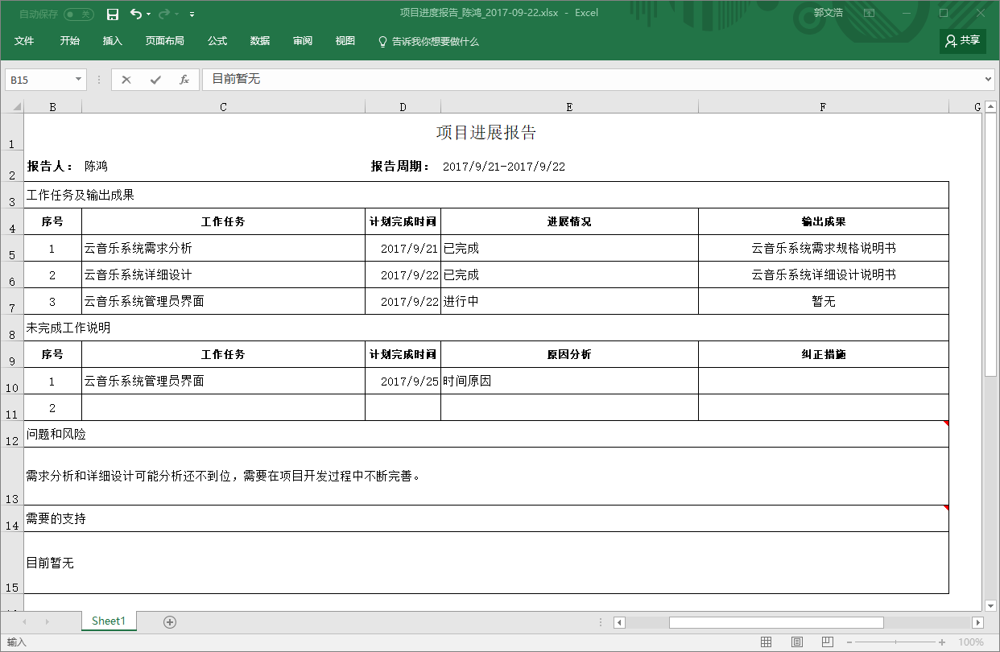 自动保存 关 项目进度报告_陈鸿_2017-09-22.xlsx - Excel 郭文浩
文件 开始 插入 页面布局 公式 数据 审阅 视图 告诉我你想要做什么 共享
B15 fx 目前暂无
B C D E F G
1 项目进展报告
2 报告人： 陈鸿 报告周期： 2017/9/21-2017/9/22
3 工作任务及输出成果
4 序号 工作任务 计划完成时间 进展情况 输出成果
5 1 云音乐系统需求分析 2017/9/21 已完成 云音乐系统需求规格说明书
6 2 云音乐系统详细设计 2017/9/22 已完成 云音乐系统详细设计说明书
7 3 云音乐系统管理员界面 2017/9/22 进行中 暂无
8 未完成工作说明
9 序号 工作任务 计划完成时间 原因分析 纠正措施
10 1 云音乐系统管理员界面 2017/9/25 时间原因
11 2
12 问题和风险
13 需求分析和详细设计可能分析还不到位，需要在项目开发过程中不断完善。
14 需要的支持
15 目前暂无
Sheet1
输入 100%